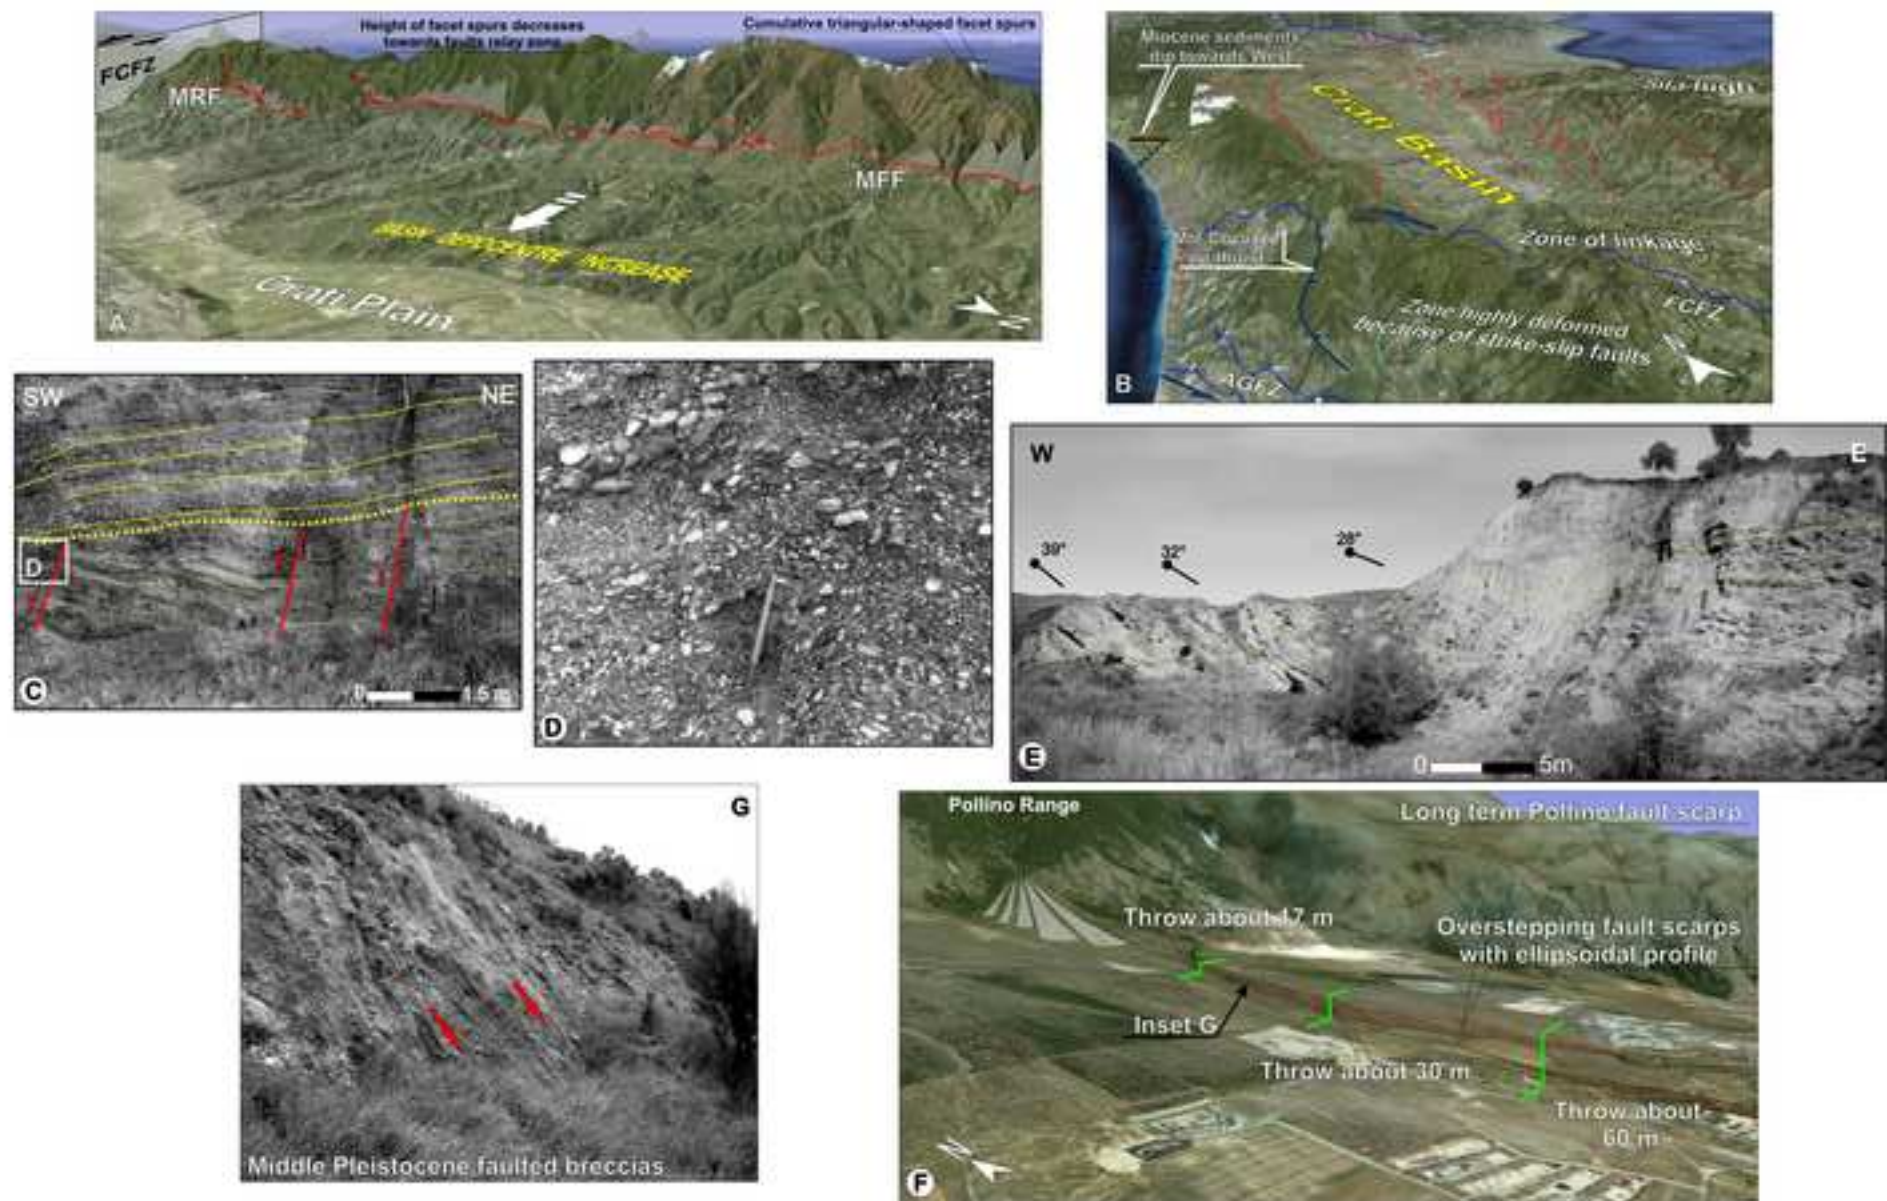 Height of facet spurs decreases
towards faults relay zone
Cumulative triangular-shaped facet spurs
FCFZ
MRF
MFF
BASIN DEPOCENTRE INCREASE
Crati Plain
N
A
Miocene sediments
dip towards West
Crati Basin
Zone of linkage
FCFZ
Zone highly deformed
because of strike-slip faults
AGFZ
B
SW
NE
D
C
0 1.5 m
D
W
E
39°
32°
28°
E
0 5m
G
Middle Pleistocene faulted breccias
Pollino Range
Long term Pollino fault scarp
Throw about 17 m
Overstepping fault scarps
with ellipsoidal profile
Inset G
Throw about 30 m
Throw about
60 m
N
F